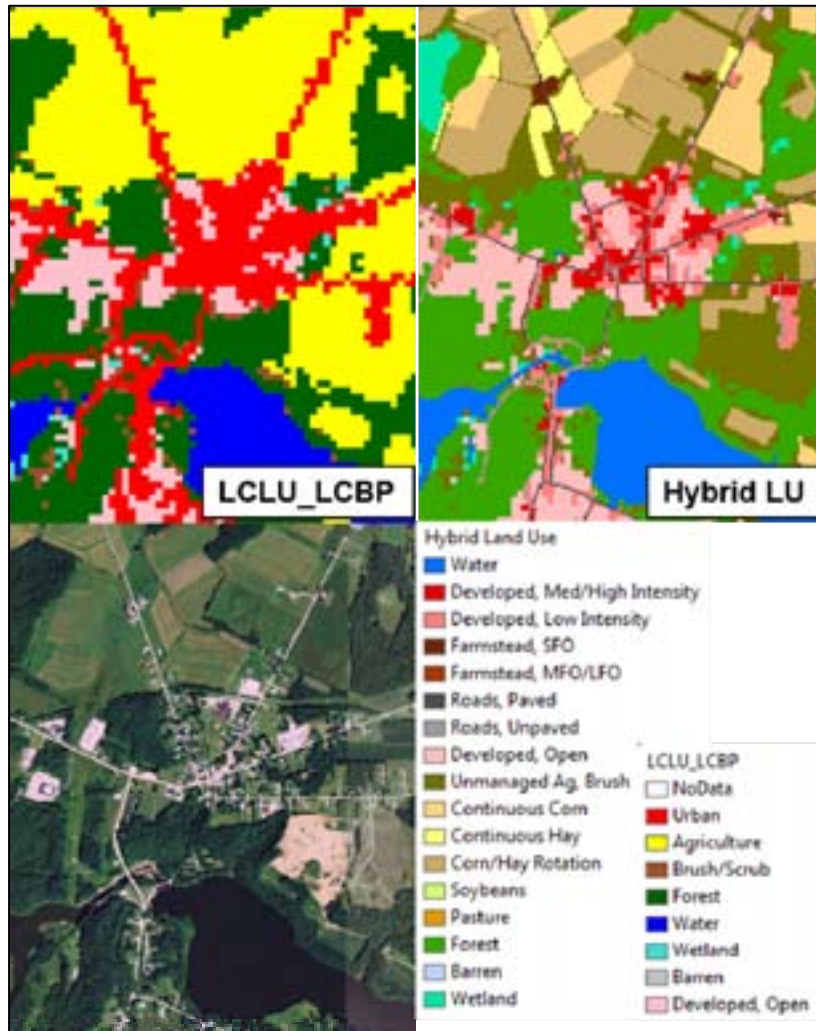 LCLU_LCBP
Hybrid LU
Hybrid Land Use
Water
Developed, Med/High Intensity
Developed, Low Intensity
Farmstead, SFO
Farmstead, MFO/LFO
Roads, Paved
Roads, Unpaved
Developed, Open
Unmanaged Ag, Brush
Continuous Corn
Continuous Hay
Corn/Hay Rotation
Soybeans
Pasture
Forest
Barren
Wetland
LCLU_LCBP
NoData
Urban
Agriculture
Brush/Scrub
Forest
Water
Wetland
Barren
Developed, Open